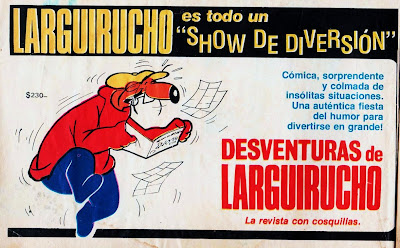 LARGUIRUCHO es todo un
"SHOW DE DIVERSIÓN"
$230-
Cómica, sorprendente
y colmada de
insólitas situaciones.
Una auténtica fiesta
del humor para
divertirse en grande!
DESVENTURAS de
LARGUIRUCHO
La revista con cosquillas.